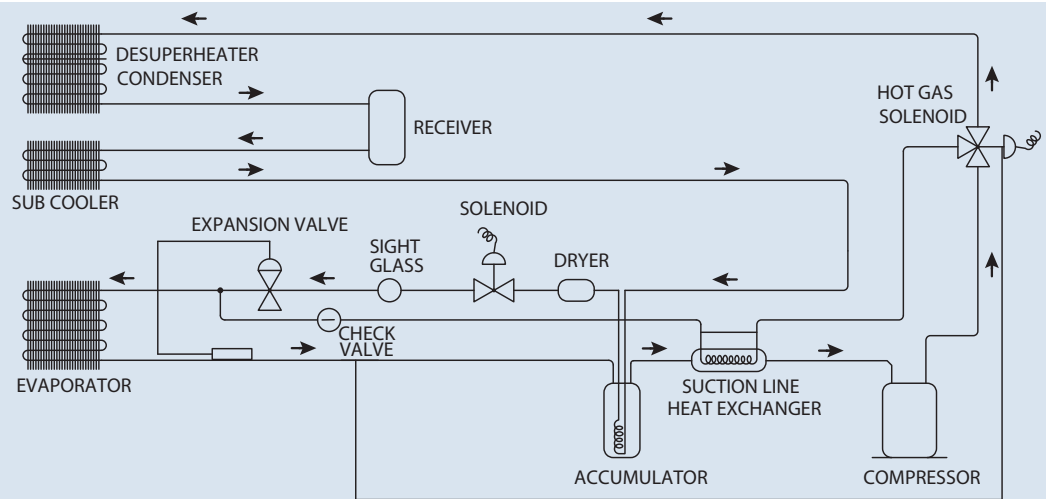 DESUPERHEATER
CONDENSER
HOT GAS
SOLENOID
RECEIVER
SUB COOLER
EXPANSION VALVE
SOLENOID
SIGHT
GLASS
DRYER
CHECK
VALVE
EVAPORATOR
SUCTION LINE
HEAT EXCHANGER
ACCUMULATOR
COMPRESSOR